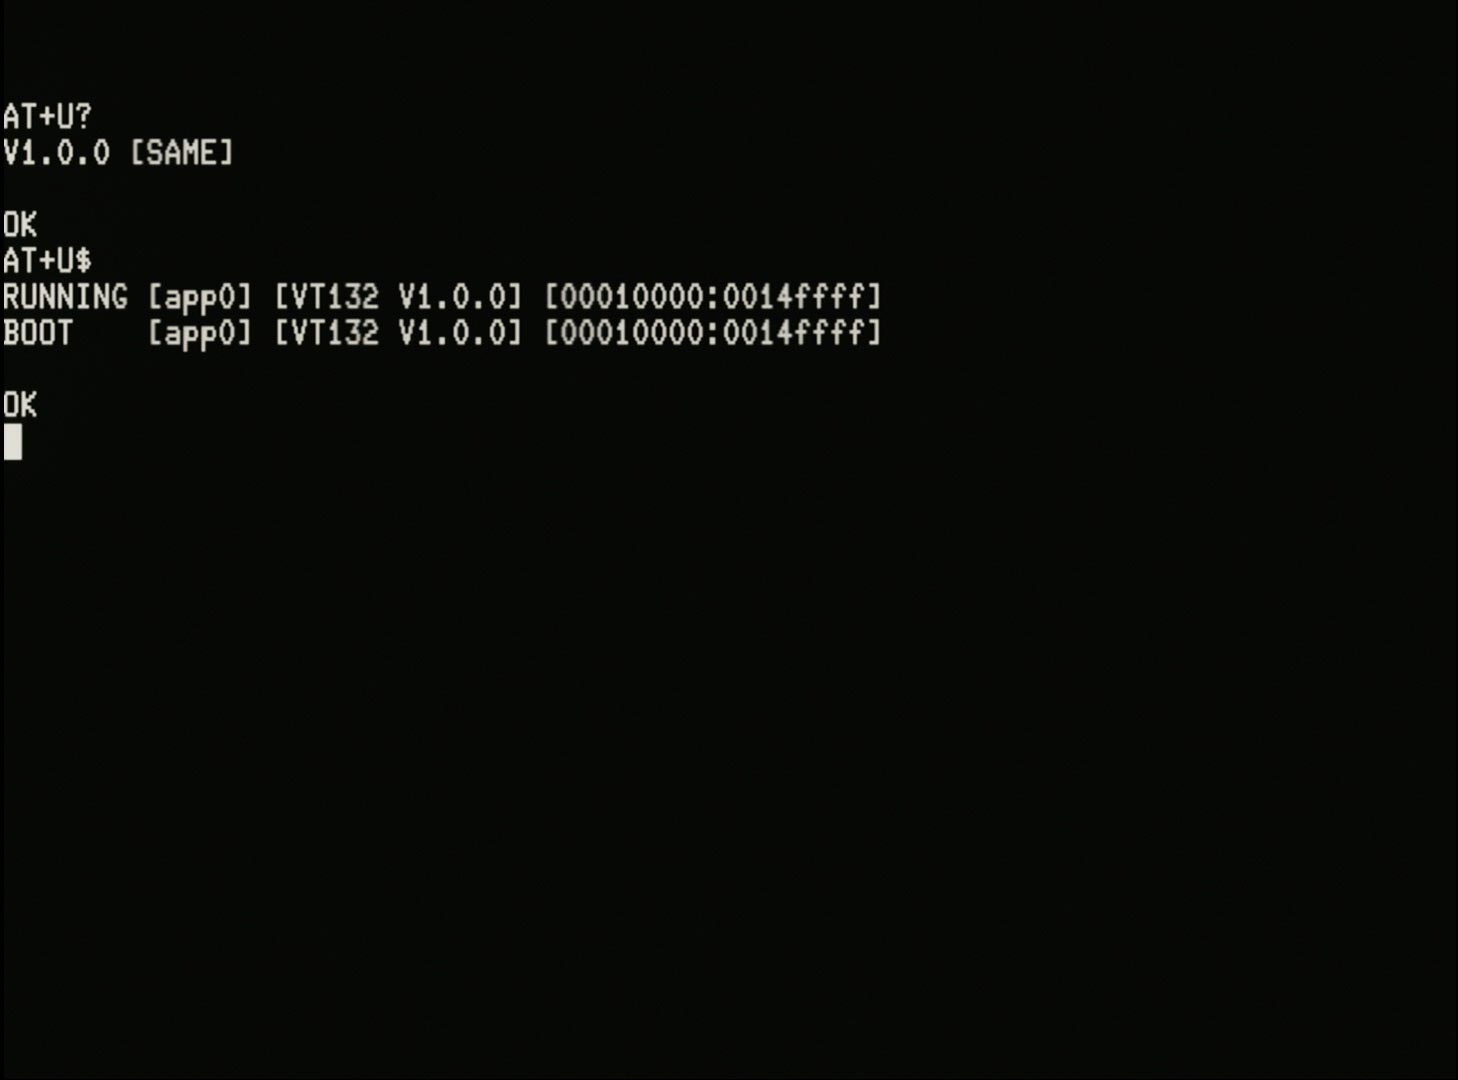 AT+U?
V1.0.0 [SAME]
OK
AT+U$
RUNNING [app0] [VT132 V1.0.0] [00010000:0014ffff]
BOOT    [app0] [VT132 V1.0.0] [00010000:0014ffff]
OK